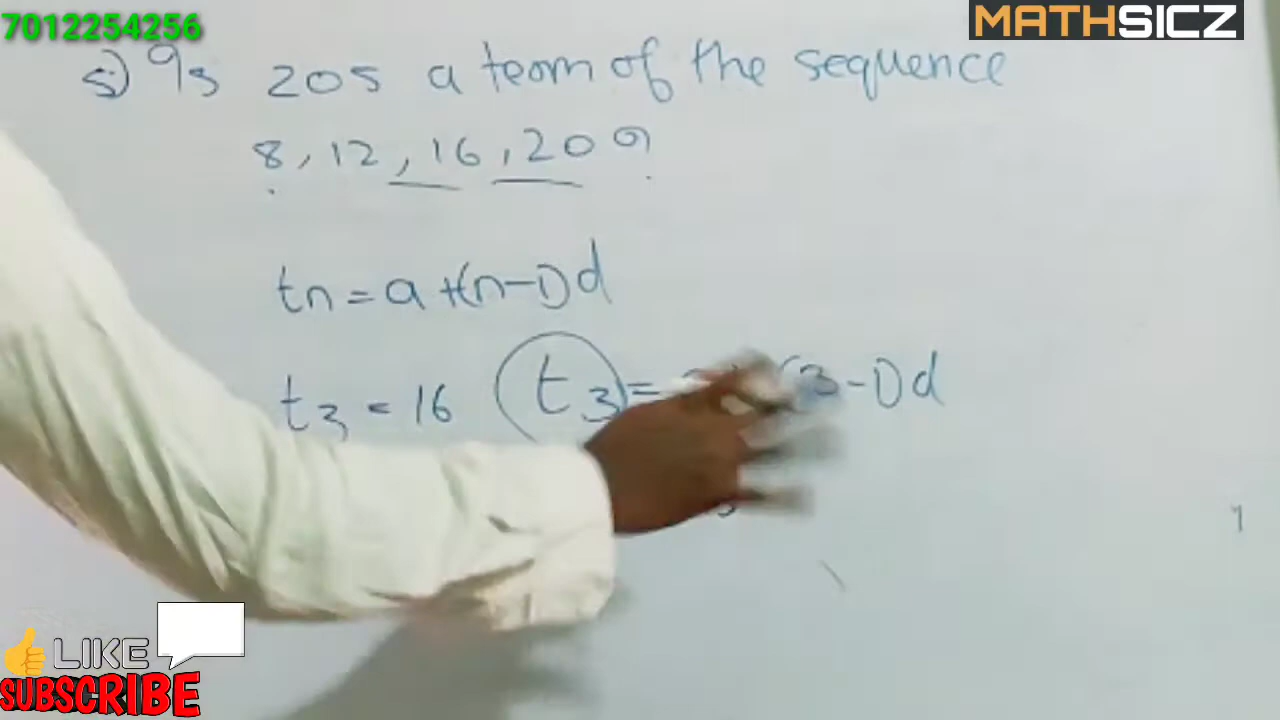 7012254256
MATHSICZ
5) Is 205 a term of the sequence
8, 12, 16, 20 ?
tn = a + (n-1)d
t3 = 16 t3 = (3-1)d
LIKE
SUBSCRIBE